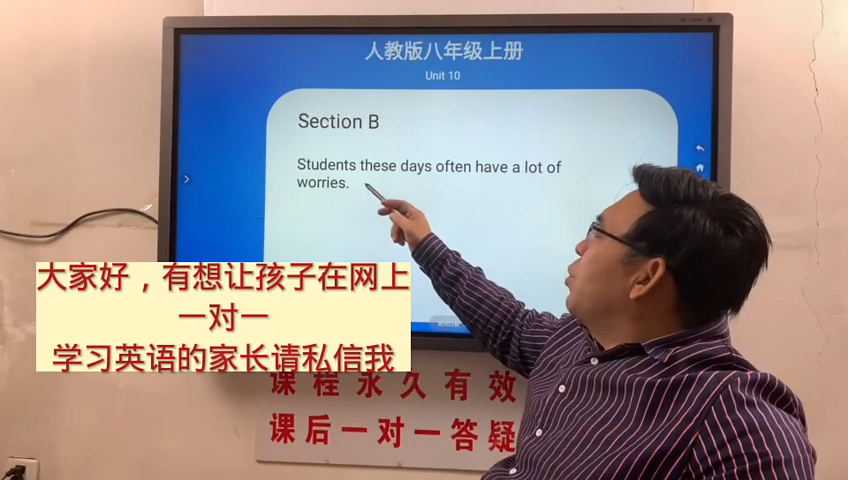 人教版八年级上册
Unit 10
Section B
Students these days often have a lot of
worries.
大家好，有想让孩子在网上
一对一
学习英语的家长请私信我
课程永久有效
课后一对一答疑